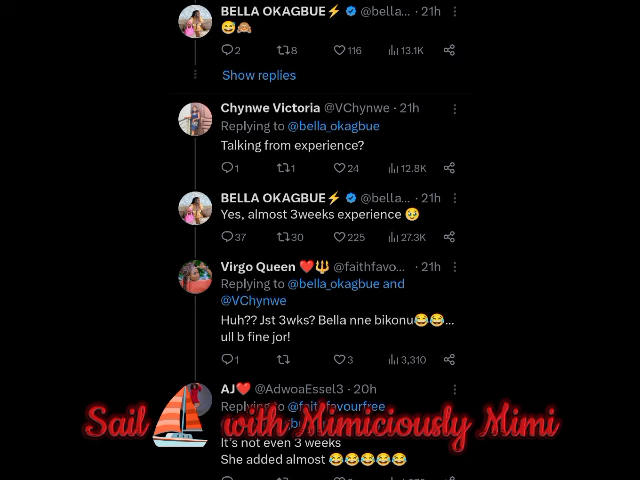 BELLA OKAGBUE⚡ @bella... · 21h
😅🙈
2 8 116 13.1K
Show replies
Chynwe Victoria @VChynwe · 21h
Replying to @bella_okagbue
Talking from experience?
1 1 24 12.8K
BELLA OKAGBUE⚡ @bella... · 21h
Yes, almost 3weeks experience 🥹
37 30 225 27.3K
Virgo Queen ❤️🔱 @faithfavo... · 21h
Replying to @bella_okagbue and
@VChynwe
Huh?? Jst 3wks? Bella nne bikonu😂😂...
ull b fine jor!
1 3 3,310
AJ❤️ @AdwoaEssel3 · 20h
Replying to @faithfavourfree
Sail with Mimiciously Mimi
It's not even 3 weeks
She added almost 😂😂😂😂😂